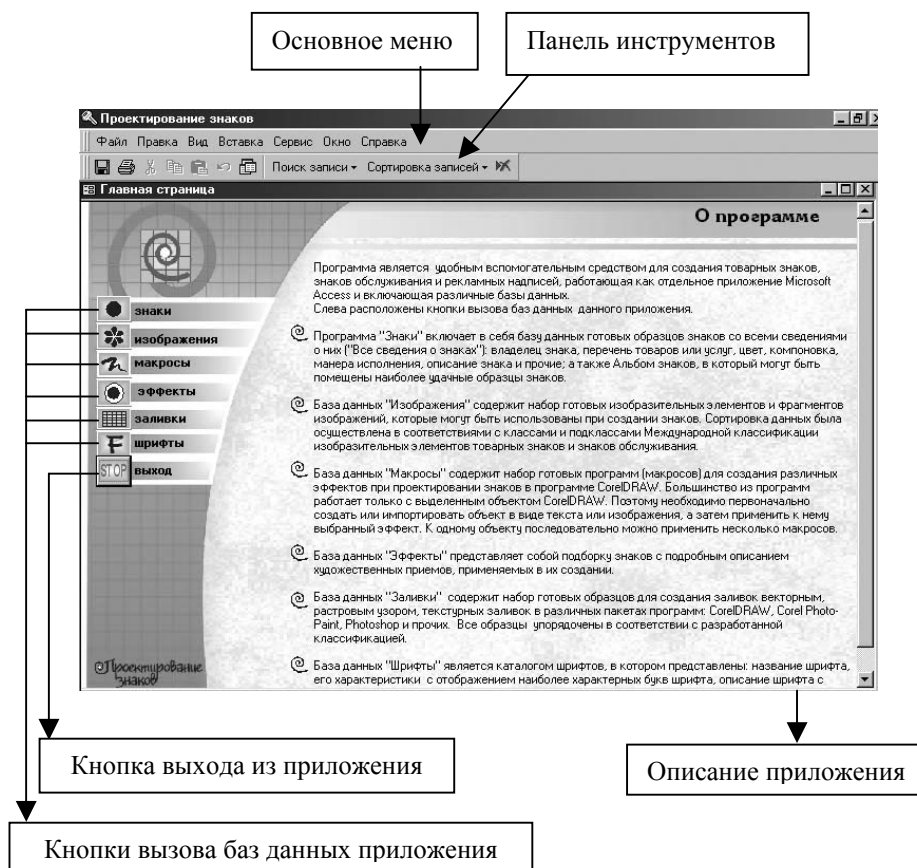 Основное меню
Панель инструментов
Проектирование знаков
Файл Правка Вид Вставка Сервис Окно Справка
Поиск записи Сортировка записей
Главная страница
О программе
Программа является удобным вспомогательным средством для создания товарных знаков,
знаков обслуживания и рекламных надписей, работающая как отдельное приложение Microsoft
Access и включающая различные базы данных.
Слева расположены кнопки вызова баз данных данного приложения.
знаки
изображения
макросы
эффекты
заливки
шрифты
STOP выход
Программа "Знаки" включает в себя базу данных готовых образцов знаков со всеми сведениями
о них ("Все сведения о знаках"): владелец знака, перечень товаров или услуг, цвет, компоновка,
манера исполнения, описание знака и прочие; а также Альбом знаков, в который могут быть
помещены наиболее удачные образцы знаков.
База данных "Изображения" содержит набор готовых изобразительных элементов и фрагментов
изображений, которые могут быть использованы при создании знаков. Сортировка данных была
осуществлена в соответствиями с классами и подклассами Международной классификации
изобразительных элементов товарных знаков и знаков обслуживания.
База данных "Макросы" содержит набор готовых программ (макросов) для создания различных
эффектов при проектировании знаков в программе CorelDRAW. Большинство из программ
работает только с выделенным объектом CorelDRAW. Поэтому необходимо первоначально
создать или импортировать объект в виде текста или изображения, а затем применить к нему
выбранный эффект. К одному объекту последовательно можно применить несколько макросов.
База данных "Эффекты" представляет собой подборку знаков с подробным описанием
художественных приемов, применяемых в их создании.
База данных "Заливки" содержит набор готовых образцов для создания заливок векторным,
растровым узором, текстурных заливок в различных пакетах программ: CorelDRAW, Corel Photo-
Paint, Photoshop и прочих. Все образцы упорядочены в соответствии с разработанной
классификацией.
База данных "Шрифты" является каталогом шрифтов, в котором представлены: название шрифта,
его характеристики с отображением наиболее характерных букв шрифта, описание шрифта с
Проектирование
знаков
Кнопка выхода из приложения
Описание приложения
Кнопки вызова баз данных приложения